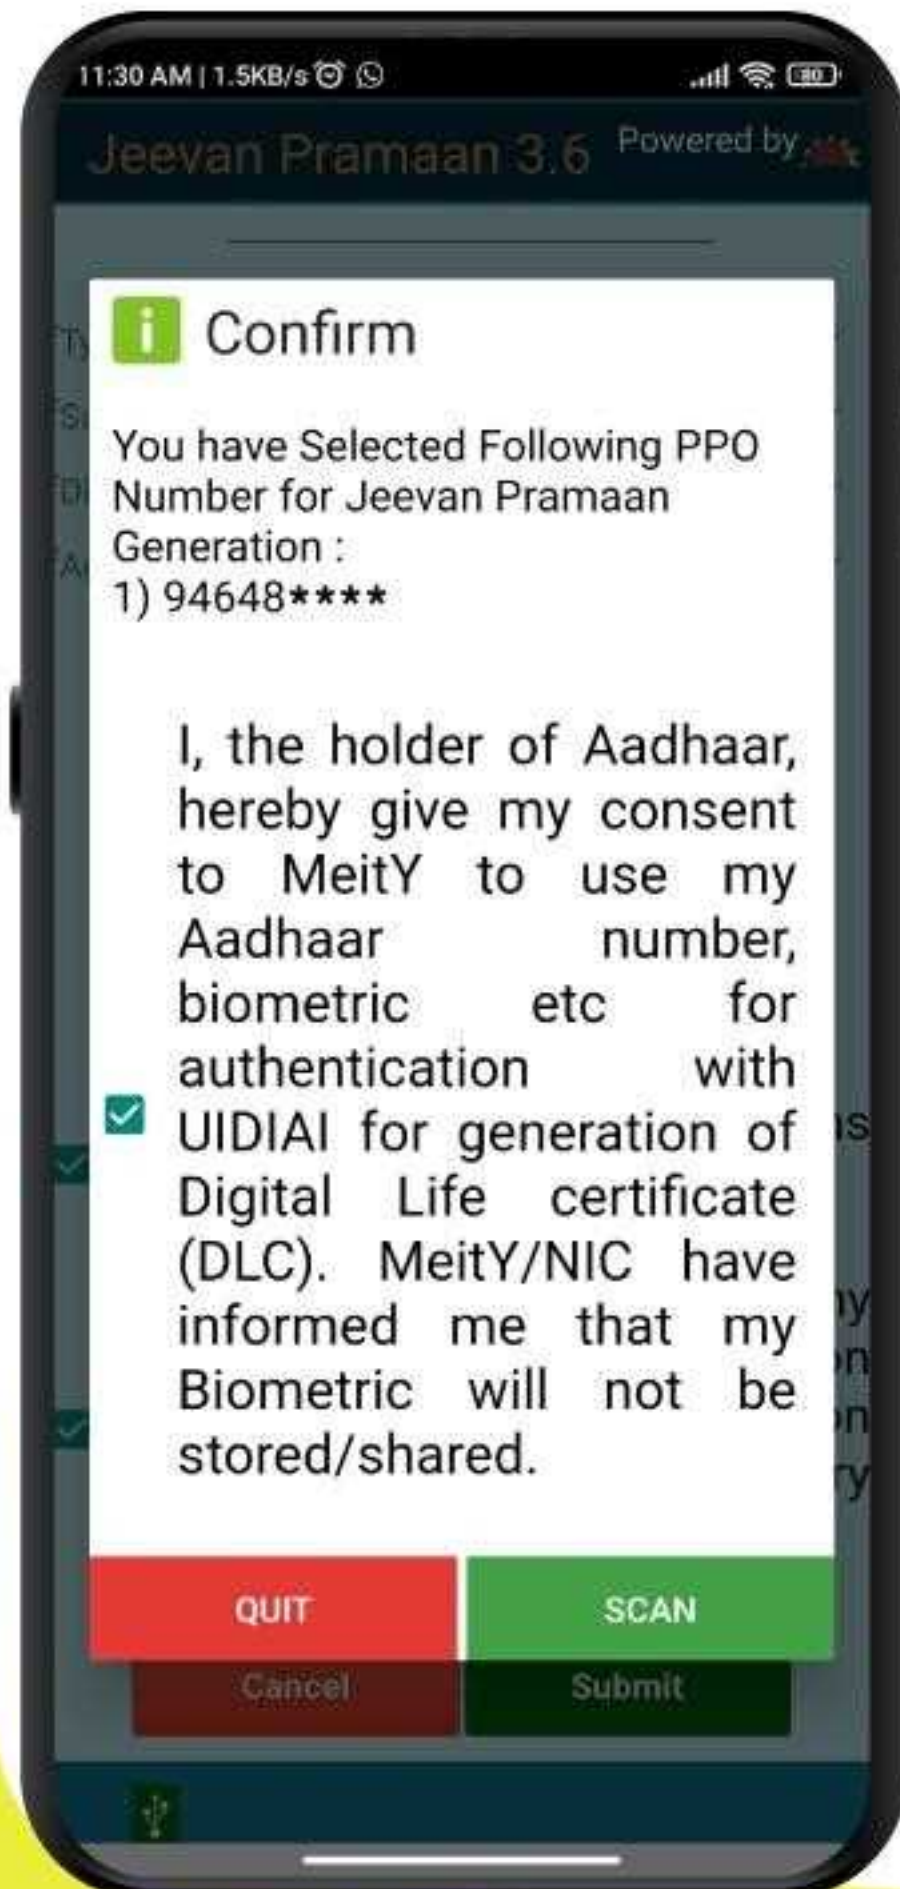 11:30 AM | 1.5KB/s
80
Jeevan Pramaan 3.6 Powered by
Confirm
You have Selected Following PPO
Number for Jeevan Pramaan
Generation :
1) 94648****
I, the holder of Aadhaar,
hereby give my consent
to MeitY to use my
Aadhaar number,
biometric etc for
authentication with
UIDIAI for generation of
Digital Life certificate
(DLC). MeitY/NIC have
informed me that my
Biometric will not be
stored/shared.
QUIT SCAN
Cancel Submit